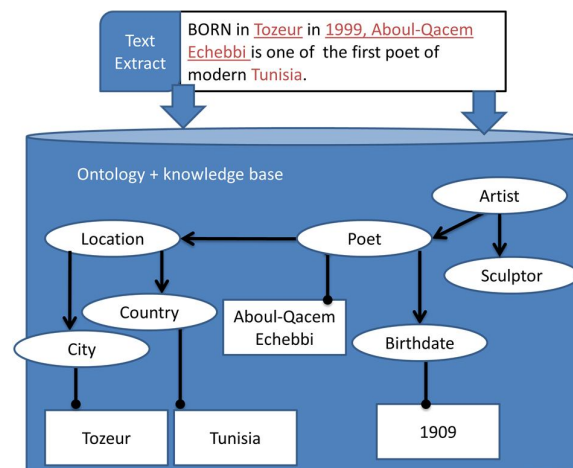 Text
Extract
BORN in Tozeur in 1999, Aboul-Qacem
Echebbi is one of the first poet of
modern Tunisia.
Ontology + knowledge base
Artist
Location
Poet
Sculptor
Country
Aboul-Qacem
Echebbi
City
Birthdate
Tozeur
Tunisia
1909